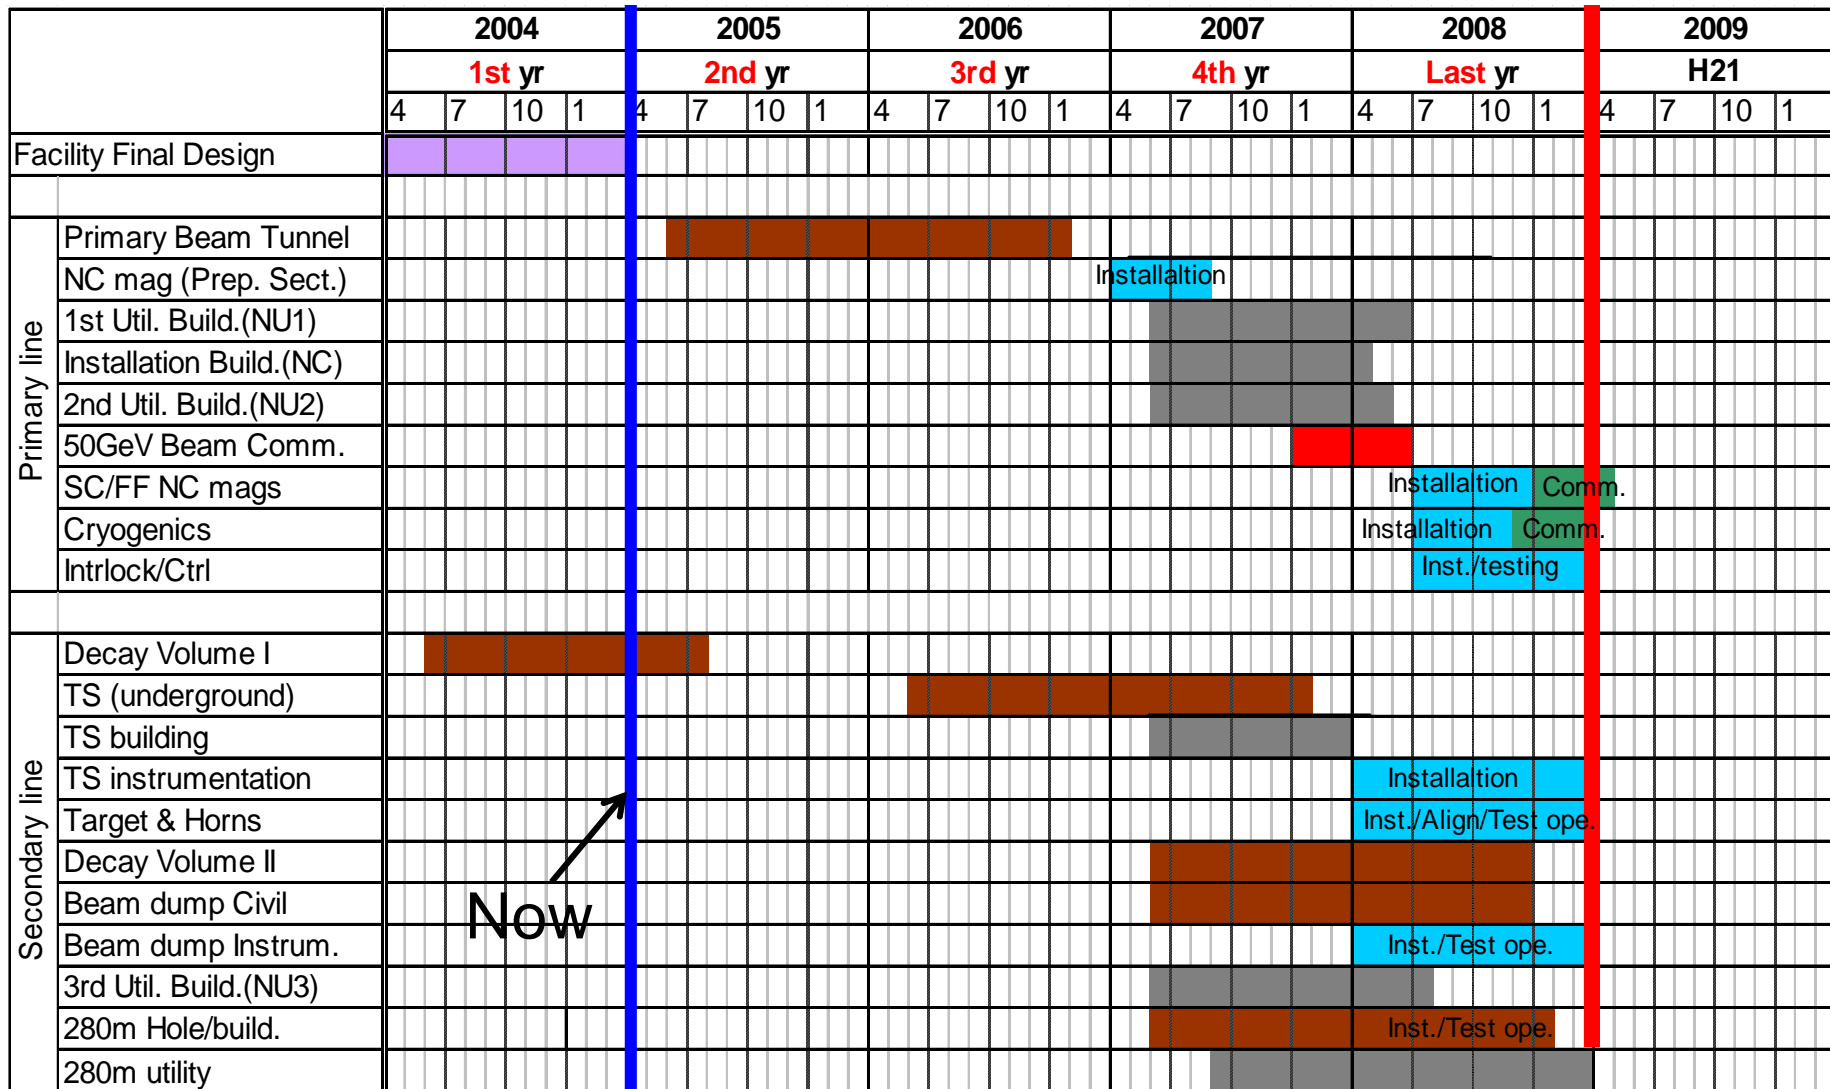 2004 2005 2006 2007 2008 2009
1st yr 2nd yr 3rd yr 4th yr Last yr H21
4 7 10 1 4 7 10 1 4 7 10 1 4 7 10 1 4 7 10 1 4 7 10 1
Facility Final Design
Primary line
Primary Beam Tunnel
NC mag (Prep. Sect.) Installaltion
1st Util. Build.(NU1)
Installation Build.(NC)
2nd Util. Build.(NU2)
50GeV Beam Comm.
SC/FF NC mags Installaltion Comm.
Cryogenics Installaltion Comm.
Intrlock/Ctrl Inst./testing
Secondary line
Decay Volume I
TS (underground)
TS building
TS instrumentation Installaltion
Target & Horns Inst./Align/Test ope.
Decay Volume II
Beam dump Civil
Now
Beam dump Instrum. Inst./Test ope.
3rd Util. Build.(NU3)
280m Hole/build. Inst./Test ope.
280m utility